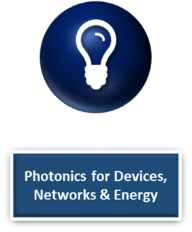 Photonics for Devices,
Networks & Energy